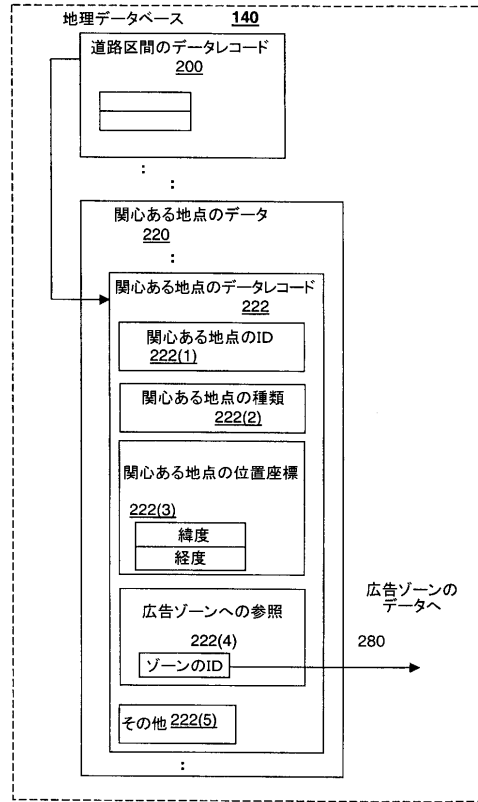 地理データベース 140
道路区間のデータレコード
200
関心ある地点のデータ
220
関心ある地点のデータレコード
222
関心ある地点のID
222(1)
関心ある地点の種類
222(2)
関心ある地点の位置座標
222(3)
緯度
経度
広告ゾーンへの参照
222(4)
ゾーンのID
広告ゾーンの
データへ
280
その他 222(5)